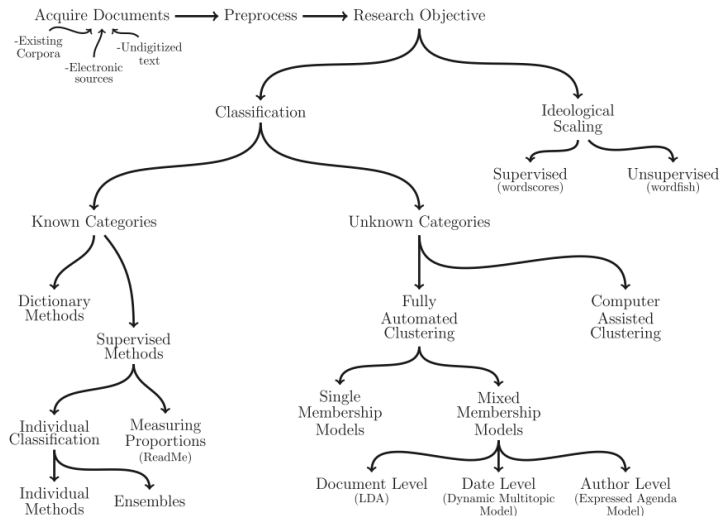 Acquire Documents
Preprocess
Research Objective
-Existing
Corpora
-Electronic
sources
-Undigitized
text
Classification
Ideological
Scaling
Supervised
(wordscores)
Unsupervised
(wordfish)
Known Categories
Unknown Categories
Dictionary
Methods
Supervised
Methods
Fully
Automated
Clustering
Computer
Assisted
Clustering
Individual
Classification
Measuring
Proportions
(ReadMe)
Single
Membership
Models
Mixed
Membership
Models
Individual
Methods
Ensembles
Document Level
(LDA)
Date Level
(Dynamic Multitopic
Model)
Author Level
(Expressed Agenda
Model)